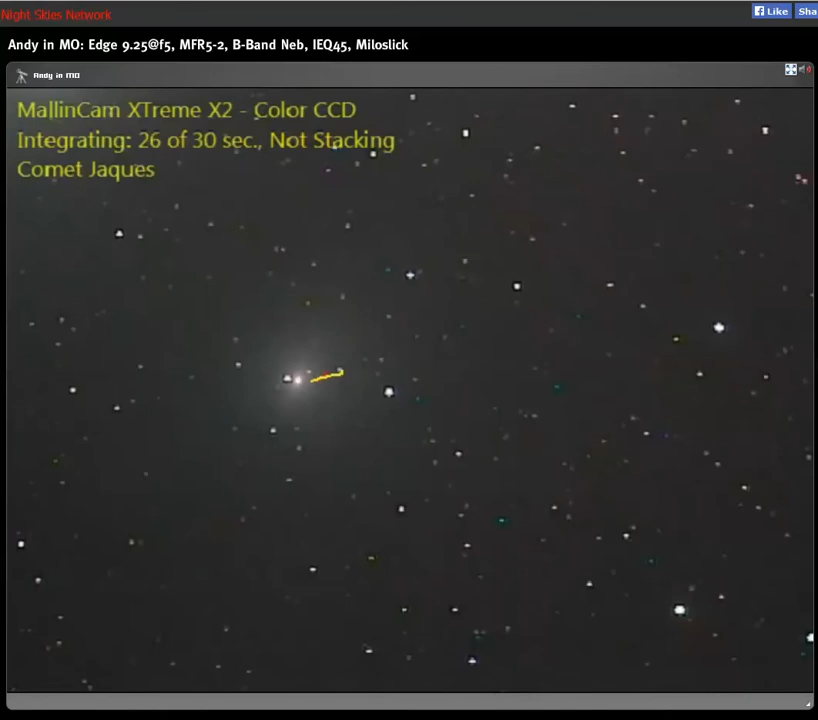 Night Skies Network
Like
Sha
Andy in MO: Edge 9.25@f5, MFR5-2, B-Band Neb, IEQ45, Miloslick
Andy in MO
MallinCam XTreme X2 - Color CCD
Integrating: 26 of 30 sec., Not Stacking
Comet Jaques